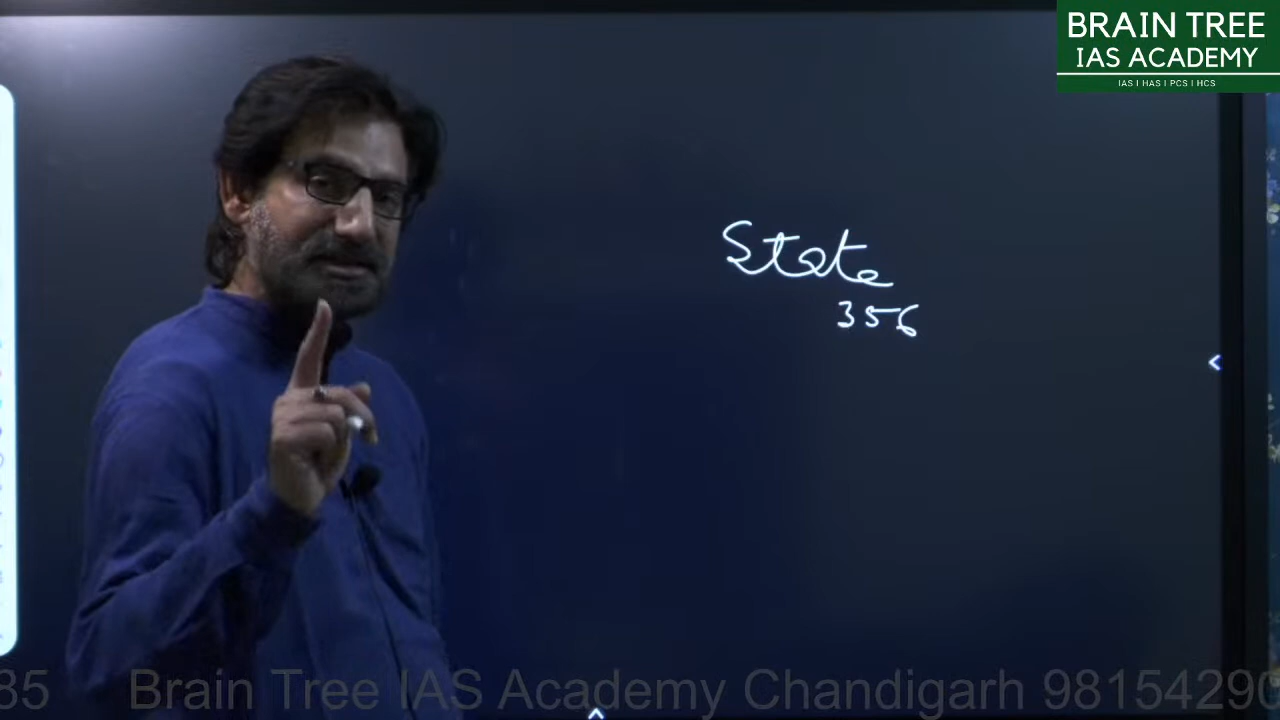 BRAIN TREE
IAS ACADEMY
IAS I HAS I PCS I HCS
State
356
35 Brain Tree IAS Academy Chandigarh 98154290